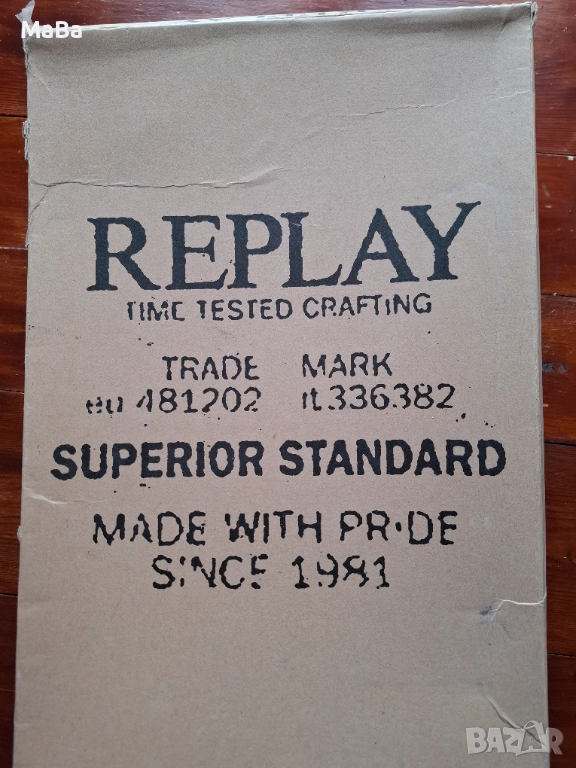 MaBa
REPLAY
TIME TESTED CRAFTING
TRADE MARK
eu 481202 it 336382
SUPERIOR STANDARD
MADE WITH PRIDE
SINCE 1981
BAZAR